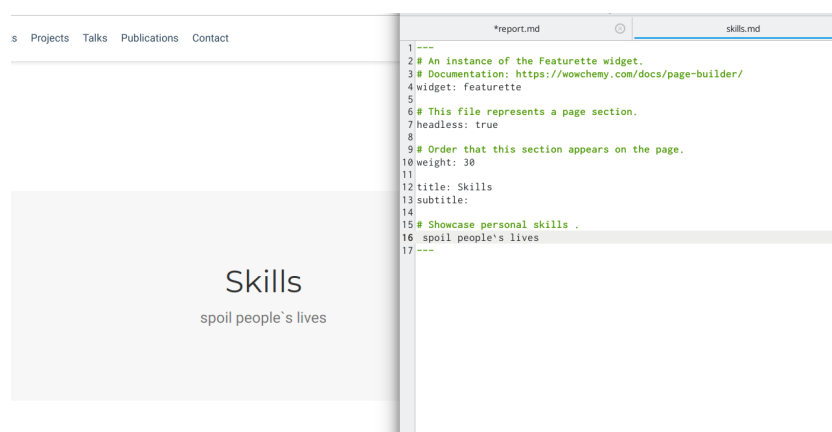 Projects Talks Publications Contact
Skills
spoil people`s lives
*report.md skills.md
1 ---
2 # An instance of the Featurette widget.
3 # Documentation: https://wowchemy.com/docs/page-builder/
4 widget: featurette
5
6 # This file represents a page section.
7 headless: true
8
9 # Order that this section appears on the page.
10 weight: 30
11
12 title: Skills
13 subtitle:
14
15 # Showcase personal skills .
16 spoil people`s lives
17 ---